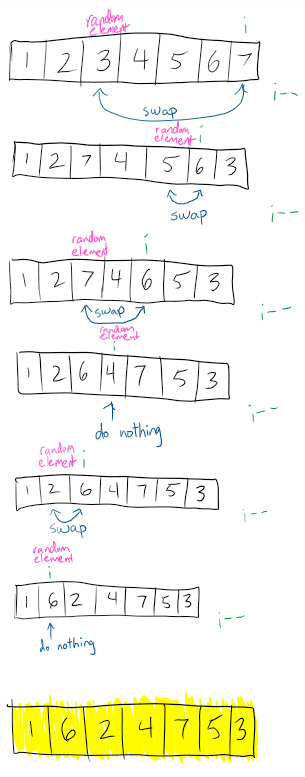 random
element
i
1 2 3 4 5 6 7
swap
i--
random
element
i
1 2 7 4 5 6 3
swap
i--
random
element
i
1 2 7 4 6 5 3
swap
i--
random
element
i
1 2 6 4 7 5 3
do nothing
i--
random
element
i
1 2 6 4 7 5 3
swap
i--
random
element
i
1 6 2 4 7 5 3
do nothing
i--
1 6 2 4 7 5 3